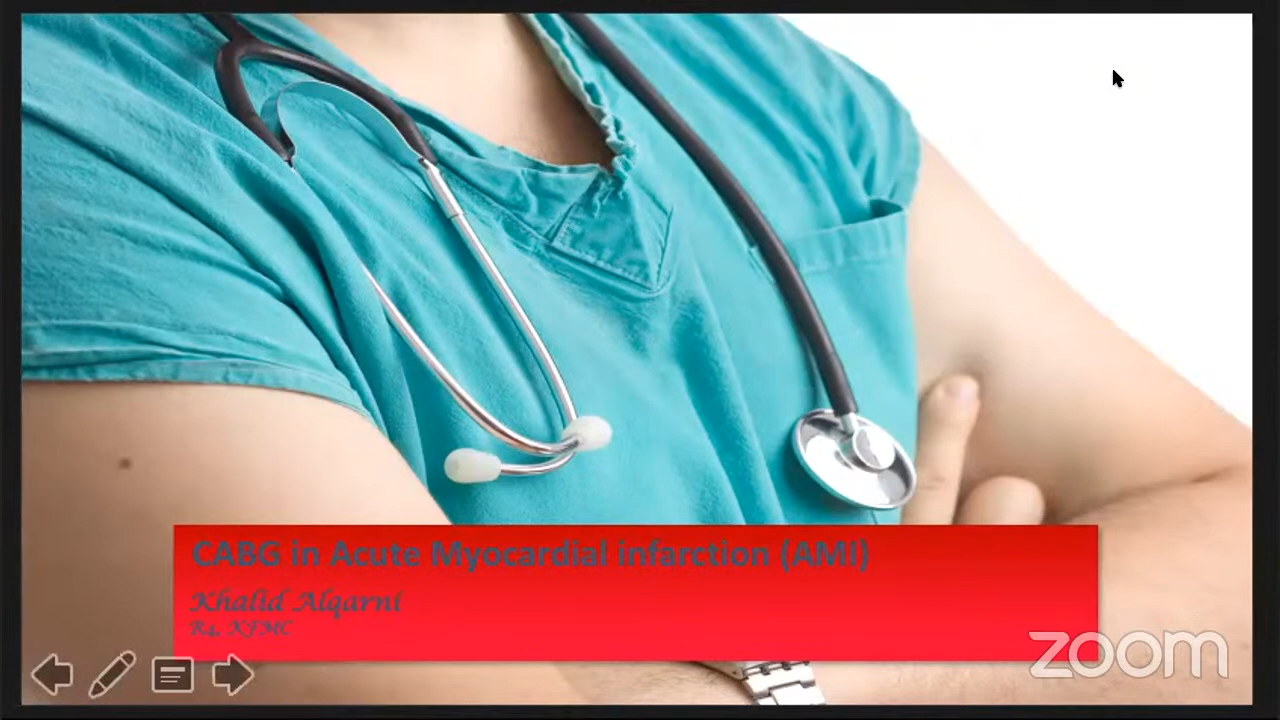 CABG in Acute Myocardial infarction (AMI)
Khalid Alqarni
R4, KFMC
zoom